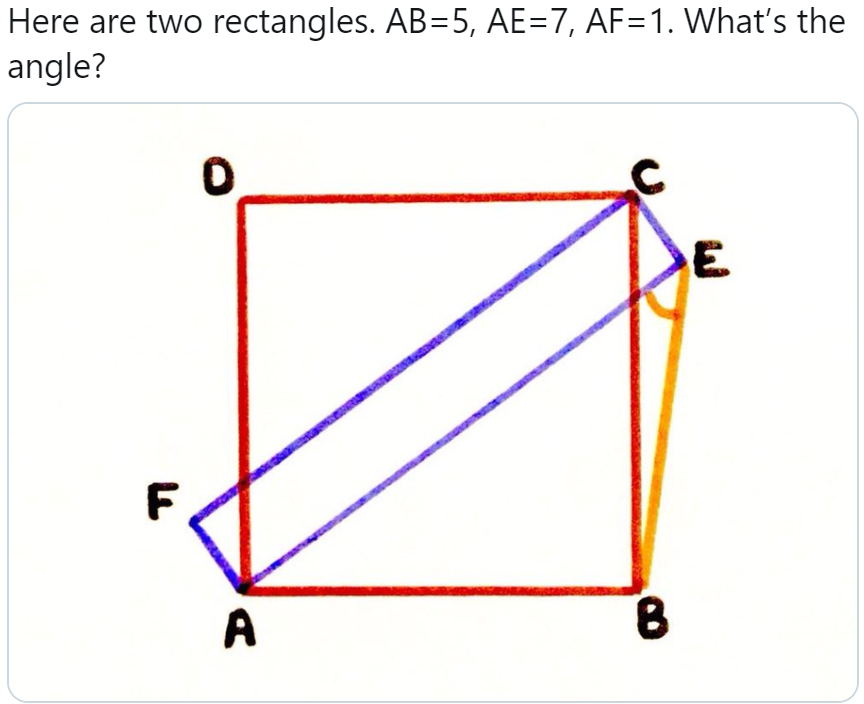 Here are two rectangles. AB=5, AE=7, AF=1. What's the
angle?
D
C
E
F
A
B